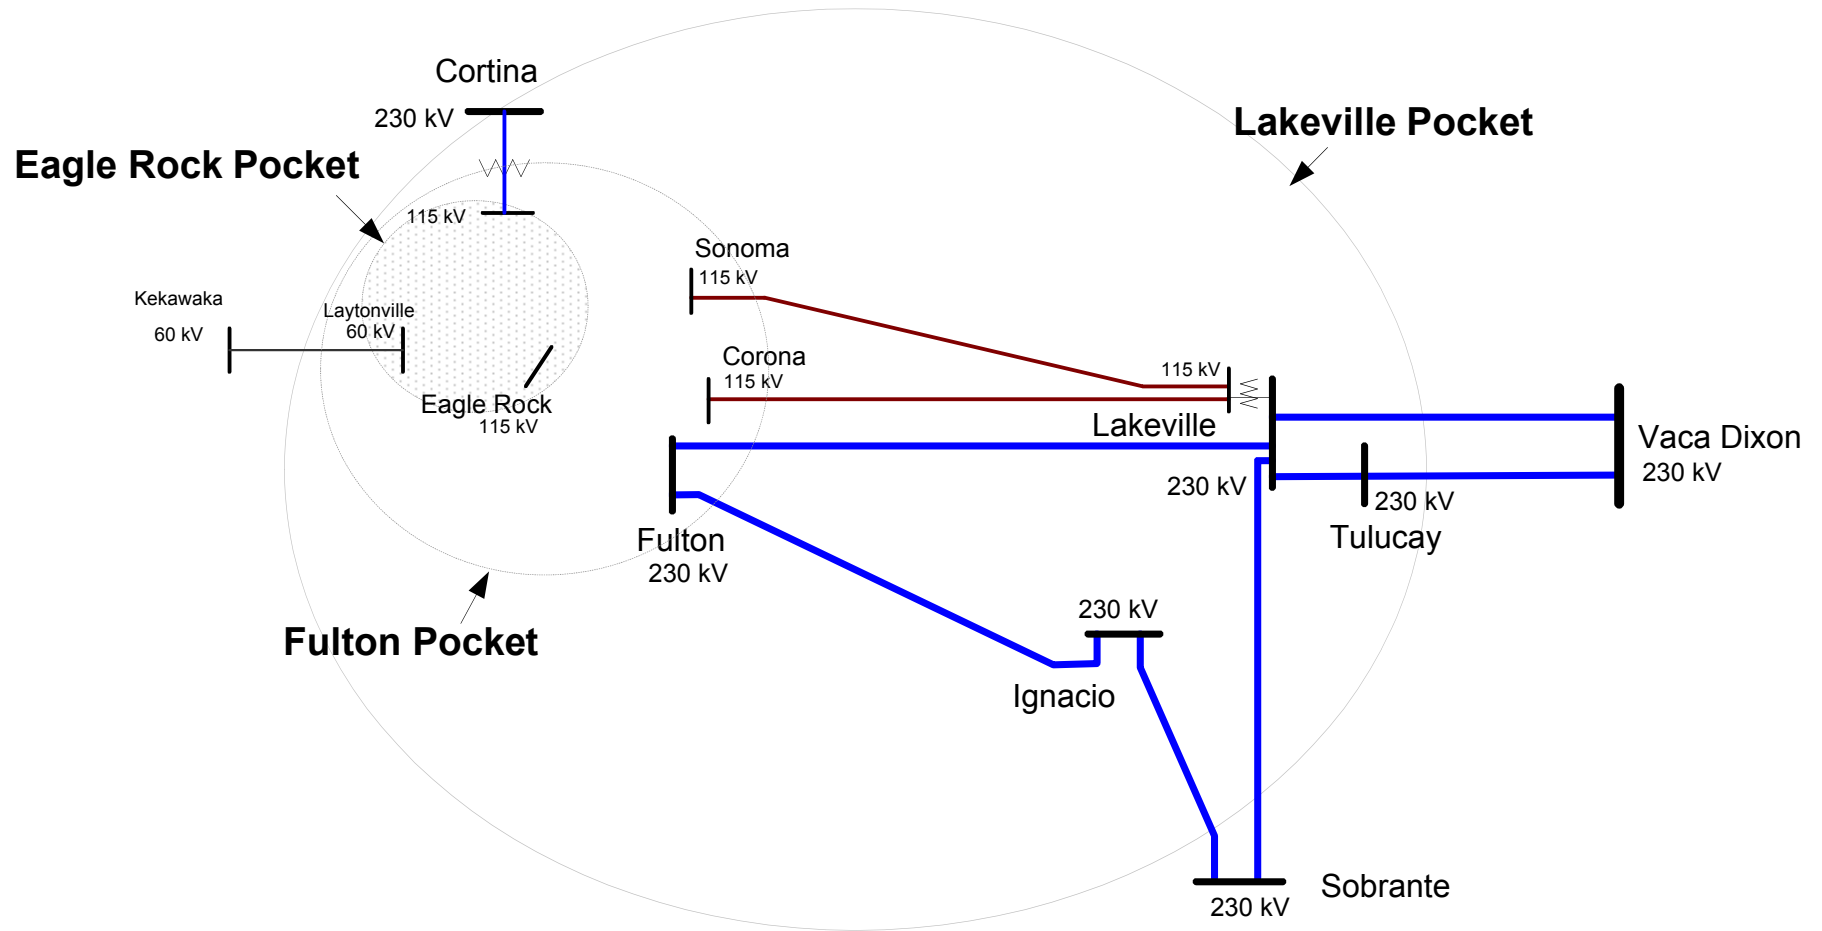 Cortina
230 kV
Lakeville Pocket
Eagle Rock Pocket
115 kV
Sonoma
115 kV
Kekawaka
60 kV
Laytonville
60 kV
Corona
115 kV
115 kV
Eagle Rock
115 kV
Lakeville
230 kV
Vaca Dixon
230 kV
230 kV
Tulucay
Fulton
230 kV
230 kV
Fulton Pocket
Ignacio
Sobrante
230 kV